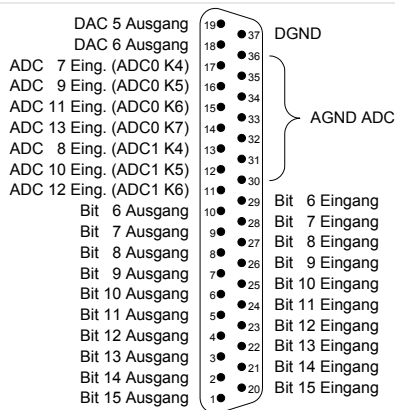 DAC 5 Ausgang 19
DAC 6 Ausgang 18
ADC 7 Eing. (ADC0 K4) 17
ADC 9 Eing. (ADC0 K5) 16
ADC 11 Eing. (ADC0 K6) 15
ADC 13 Eing. (ADC0 K7) 14
ADC 8 Eing. (ADC1 K4) 13
ADC 10 Eing. (ADC1 K5) 12
ADC 12 Eing. (ADC1 K6) 11
Bit 6 Ausgang 10
Bit 7 Ausgang 9
Bit 8 Ausgang 8
Bit 9 Ausgang 7
Bit 10 Ausgang 6
Bit 11 Ausgang 5
Bit 12 Ausgang 4
Bit 13 Ausgang 3
Bit 14 Ausgang 2
Bit 15 Ausgang 1
37 DGND
36
35
34
33 AGND ADC
32
31
30
29 Bit 6 Eingang
28 Bit 7 Eingang
27 Bit 8 Eingang
26 Bit 9 Eingang
25 Bit 10 Eingang
24 Bit 11 Eingang
23 Bit 12 Eingang
22 Bit 13 Eingang
21 Bit 14 Eingang
20 Bit 15 Eingang